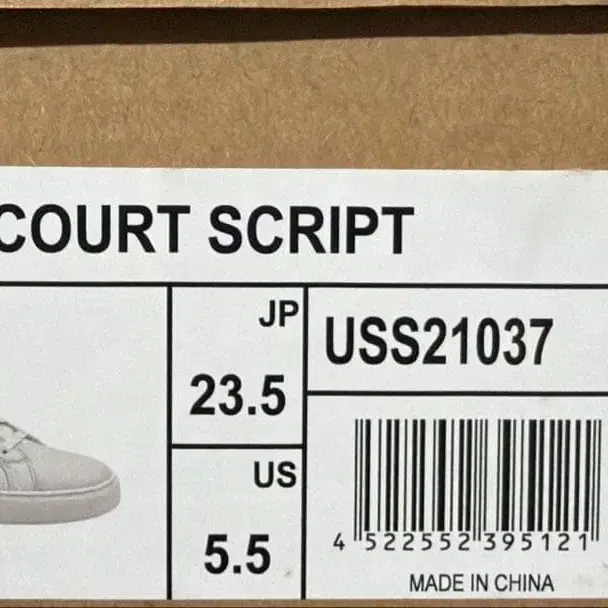 COURT SCRIPT
JP
23.5
US
5.5
USS21037
4 522552 395121
MADE IN CHINA